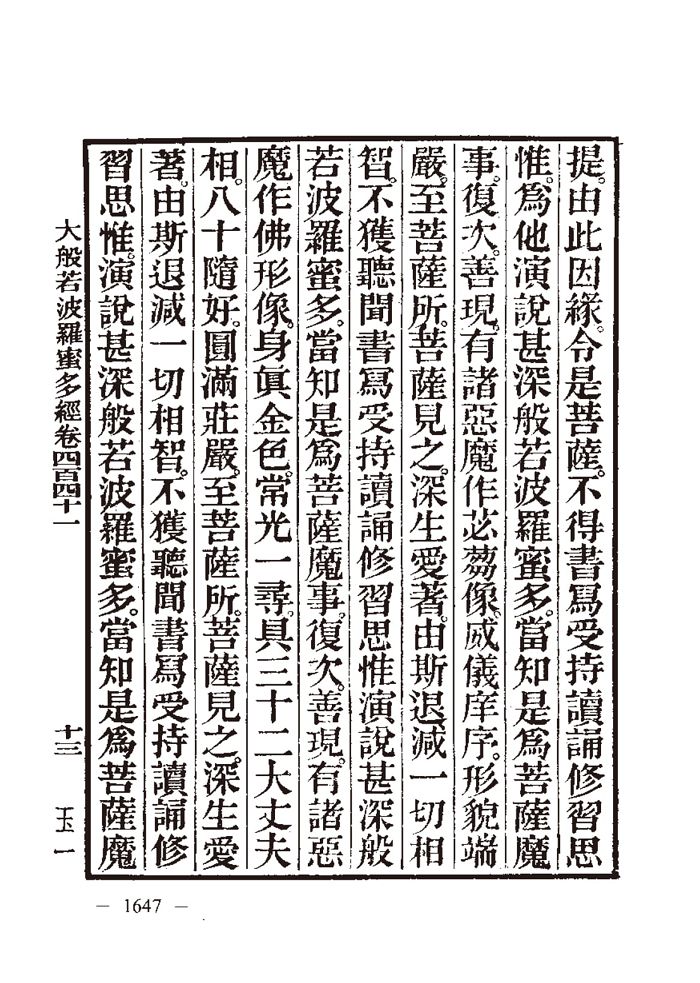 提。由此因緣。令是菩薩。不得書寫受持讀誦修習思
惟。爲他演說甚深般若波羅蜜多。當知是爲菩薩魔
事。復次。善現。有諸惡魔作苾芻像。威儀庠序。形貌端
嚴。至菩薩所。菩薩見之。深生愛著。由斯退減一切相
智。不獲聽聞書寫受持讀誦修習思惟演說甚深般
若波羅蜜多。當知是爲菩薩魔事。復次。善現。有諸惡
魔作佛形像。身眞金色。常光一尋。具三十二大丈夫
相。八十隨好。圓滿莊嚴。至菩薩所。菩薩見之。深生愛
著。由斯退減一切相智。不獲聽聞書寫受持讀誦修
習思惟。演說甚深般若波羅蜜多。當知是爲菩薩魔
大般若波羅蜜多經卷四百四十一 十三 玉一
— 1647 —